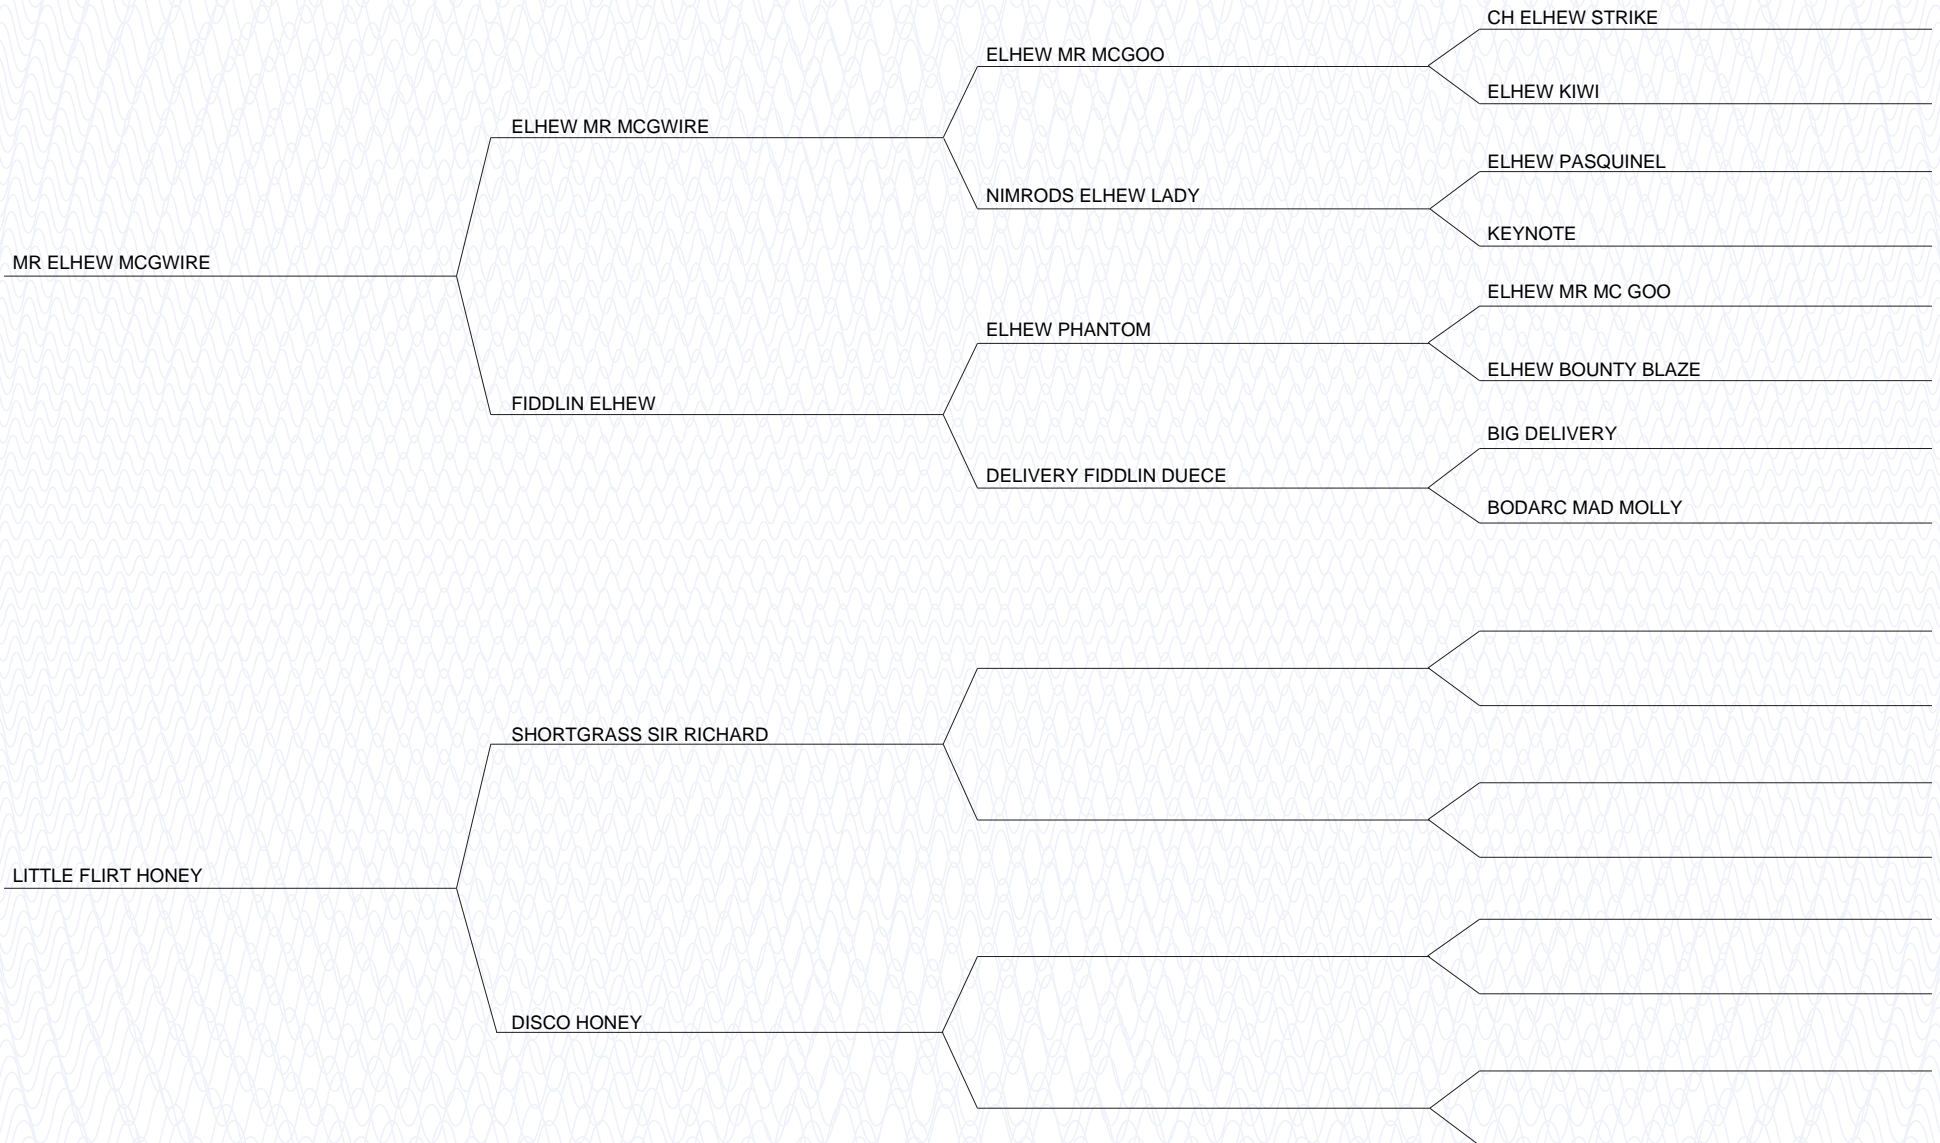 CH ELHEW STRIKE
ELHEW MR MCGOO
ELHEW KIWI
ELHEW MR MCGWIRE
ELHEW PASQUINEL
NIMRODS ELHEW LADY
KEYNOTE
MR ELHEW MCGWIRE
ELHEW MR MC GOO
ELHEW PHANTOM
ELHEW BOUNTY BLAZE
FIDDLIN ELHEW
BIG DELIVERY
DELIVERY FIDDLIN DUECE
BODARC MAD MOLLY
SHORTGRASS SIR RICHARD
LITTLE FLIRT HONEY
DISCO HONEY